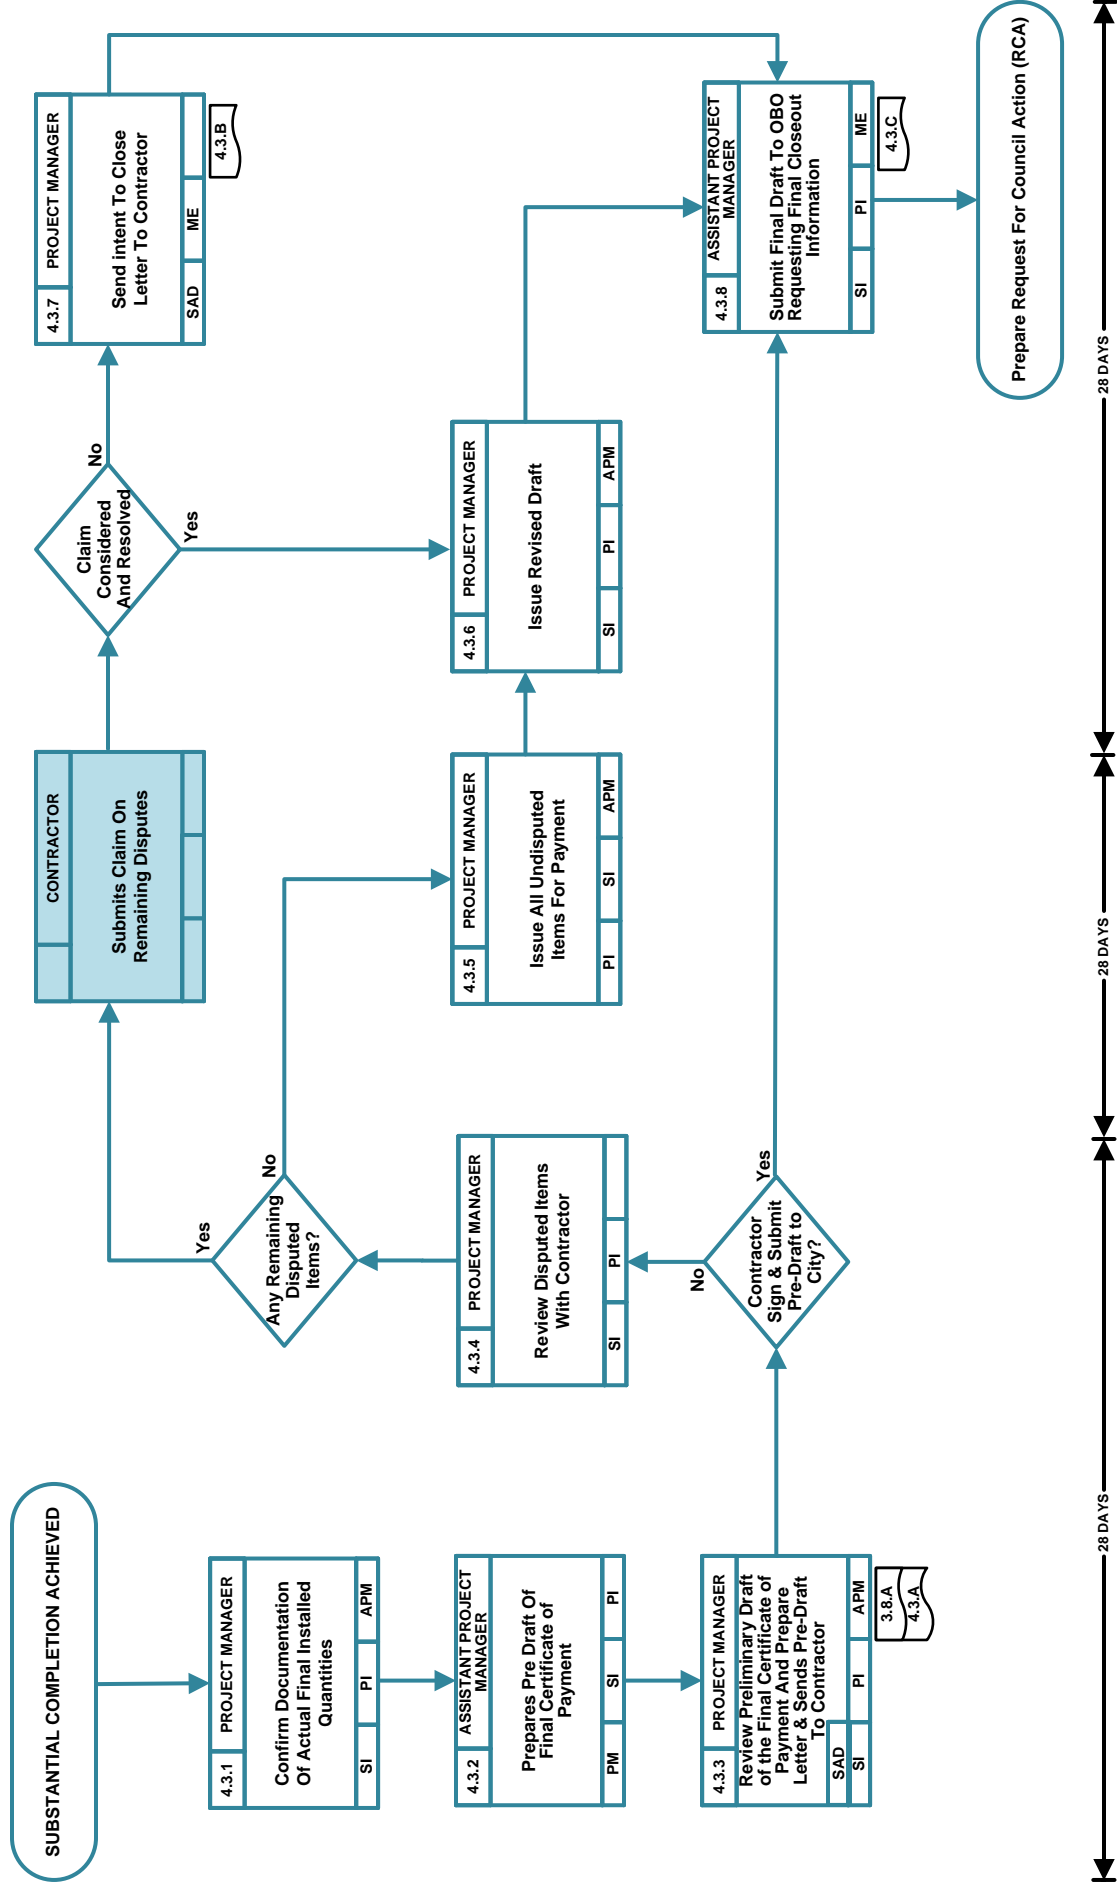 SUBSTANTIAL COMPLETION ACHIEVED
4.3.1
PROJECT MANAGER
Confirm Documentation
Of Actual Final Installed
Quantities
SI
PI
APM
4.3.2
ASSISTANT PROJECT
MANAGER
Prepares Pre Draft Of
Final Certificate of
Payment
PM
SI
PI
4.3.3
PROJECT MANAGER
Review Preliminary Draft
of the Final Certificate of
Payment And Prepare
Letter & Sends Pre-Draft
To Contractor
SAD
SI
PI
APM
3.8.A
4.3.A
Contractor
Sign & Submit
Pre-Draft to
City?
No
Yes
4.3.4
PROJECT MANAGER
Review Disputed Items
With Contractor
SI
PI
Any Remaining
Disputed
Items?
Yes
No
CONTRACTOR
Submits Claim On
Remaining Disputes
4.3.5
PROJECT MANAGER
Issue All Undisputed
Items For Payment
PI
SI
APM
Claim
Considered
And Resolved
No
Yes
4.3.6
PROJECT MANAGER
Issue Revised Draft
SI
PI
APM
4.3.7
PROJECT MANAGER
Send intent To Close
Letter To Contractor
SAD
ME
4.3.B
4.3.8
ASSISTANT PROJECT
MANAGER
Submit Final Draft To OBO
Requesting Final Closeout
Information
SI
PI
ME
4.3.C
Prepare Request For Council Action (RCA)
28 DAYS
28 DAYS
28 DAYS